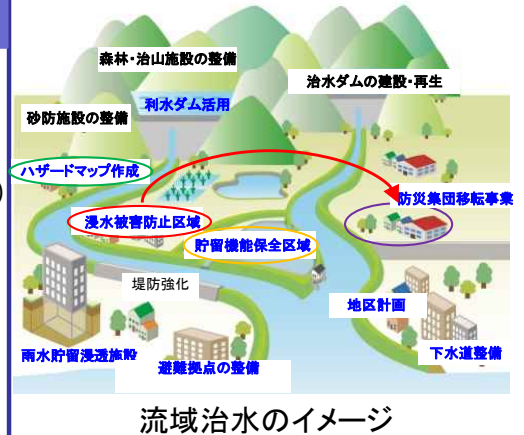 森林・治山施設の整備
治水ダムの建設・再生
利水ダム活用
砂防施設の整備
ハザードマップ作成
)
防災集団移転事業
浸水被害防止区域
貯留機能保全区域
堤防強化
地区計画
雨水貯留浸透施設
避難拠点の整備
下水道整備
流域治水のイメージ